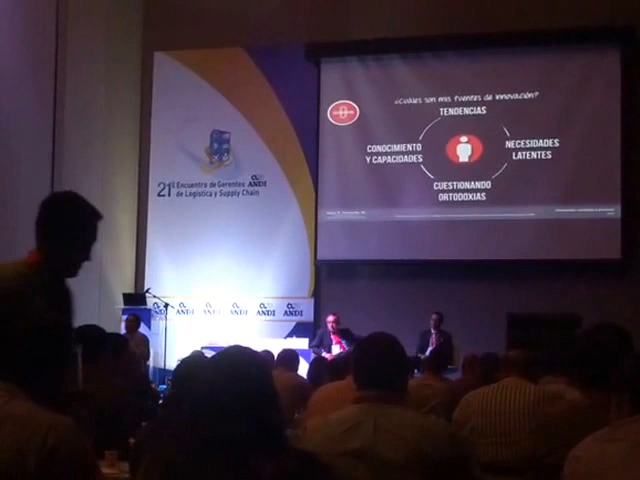 ¿Cuáles son mis fuentes de innovación?
TENDENCIAS
CONOCIMIENTO
Y CAPACIDADES
NECESIDADES
LATENTES
CUESTIONANDO
ORTODOXIAS
21º Encuentro de Gerentes
de Logística y Supply Chain
ANDI
ANDI
ANDI
ANDI
ANDI
ANDI